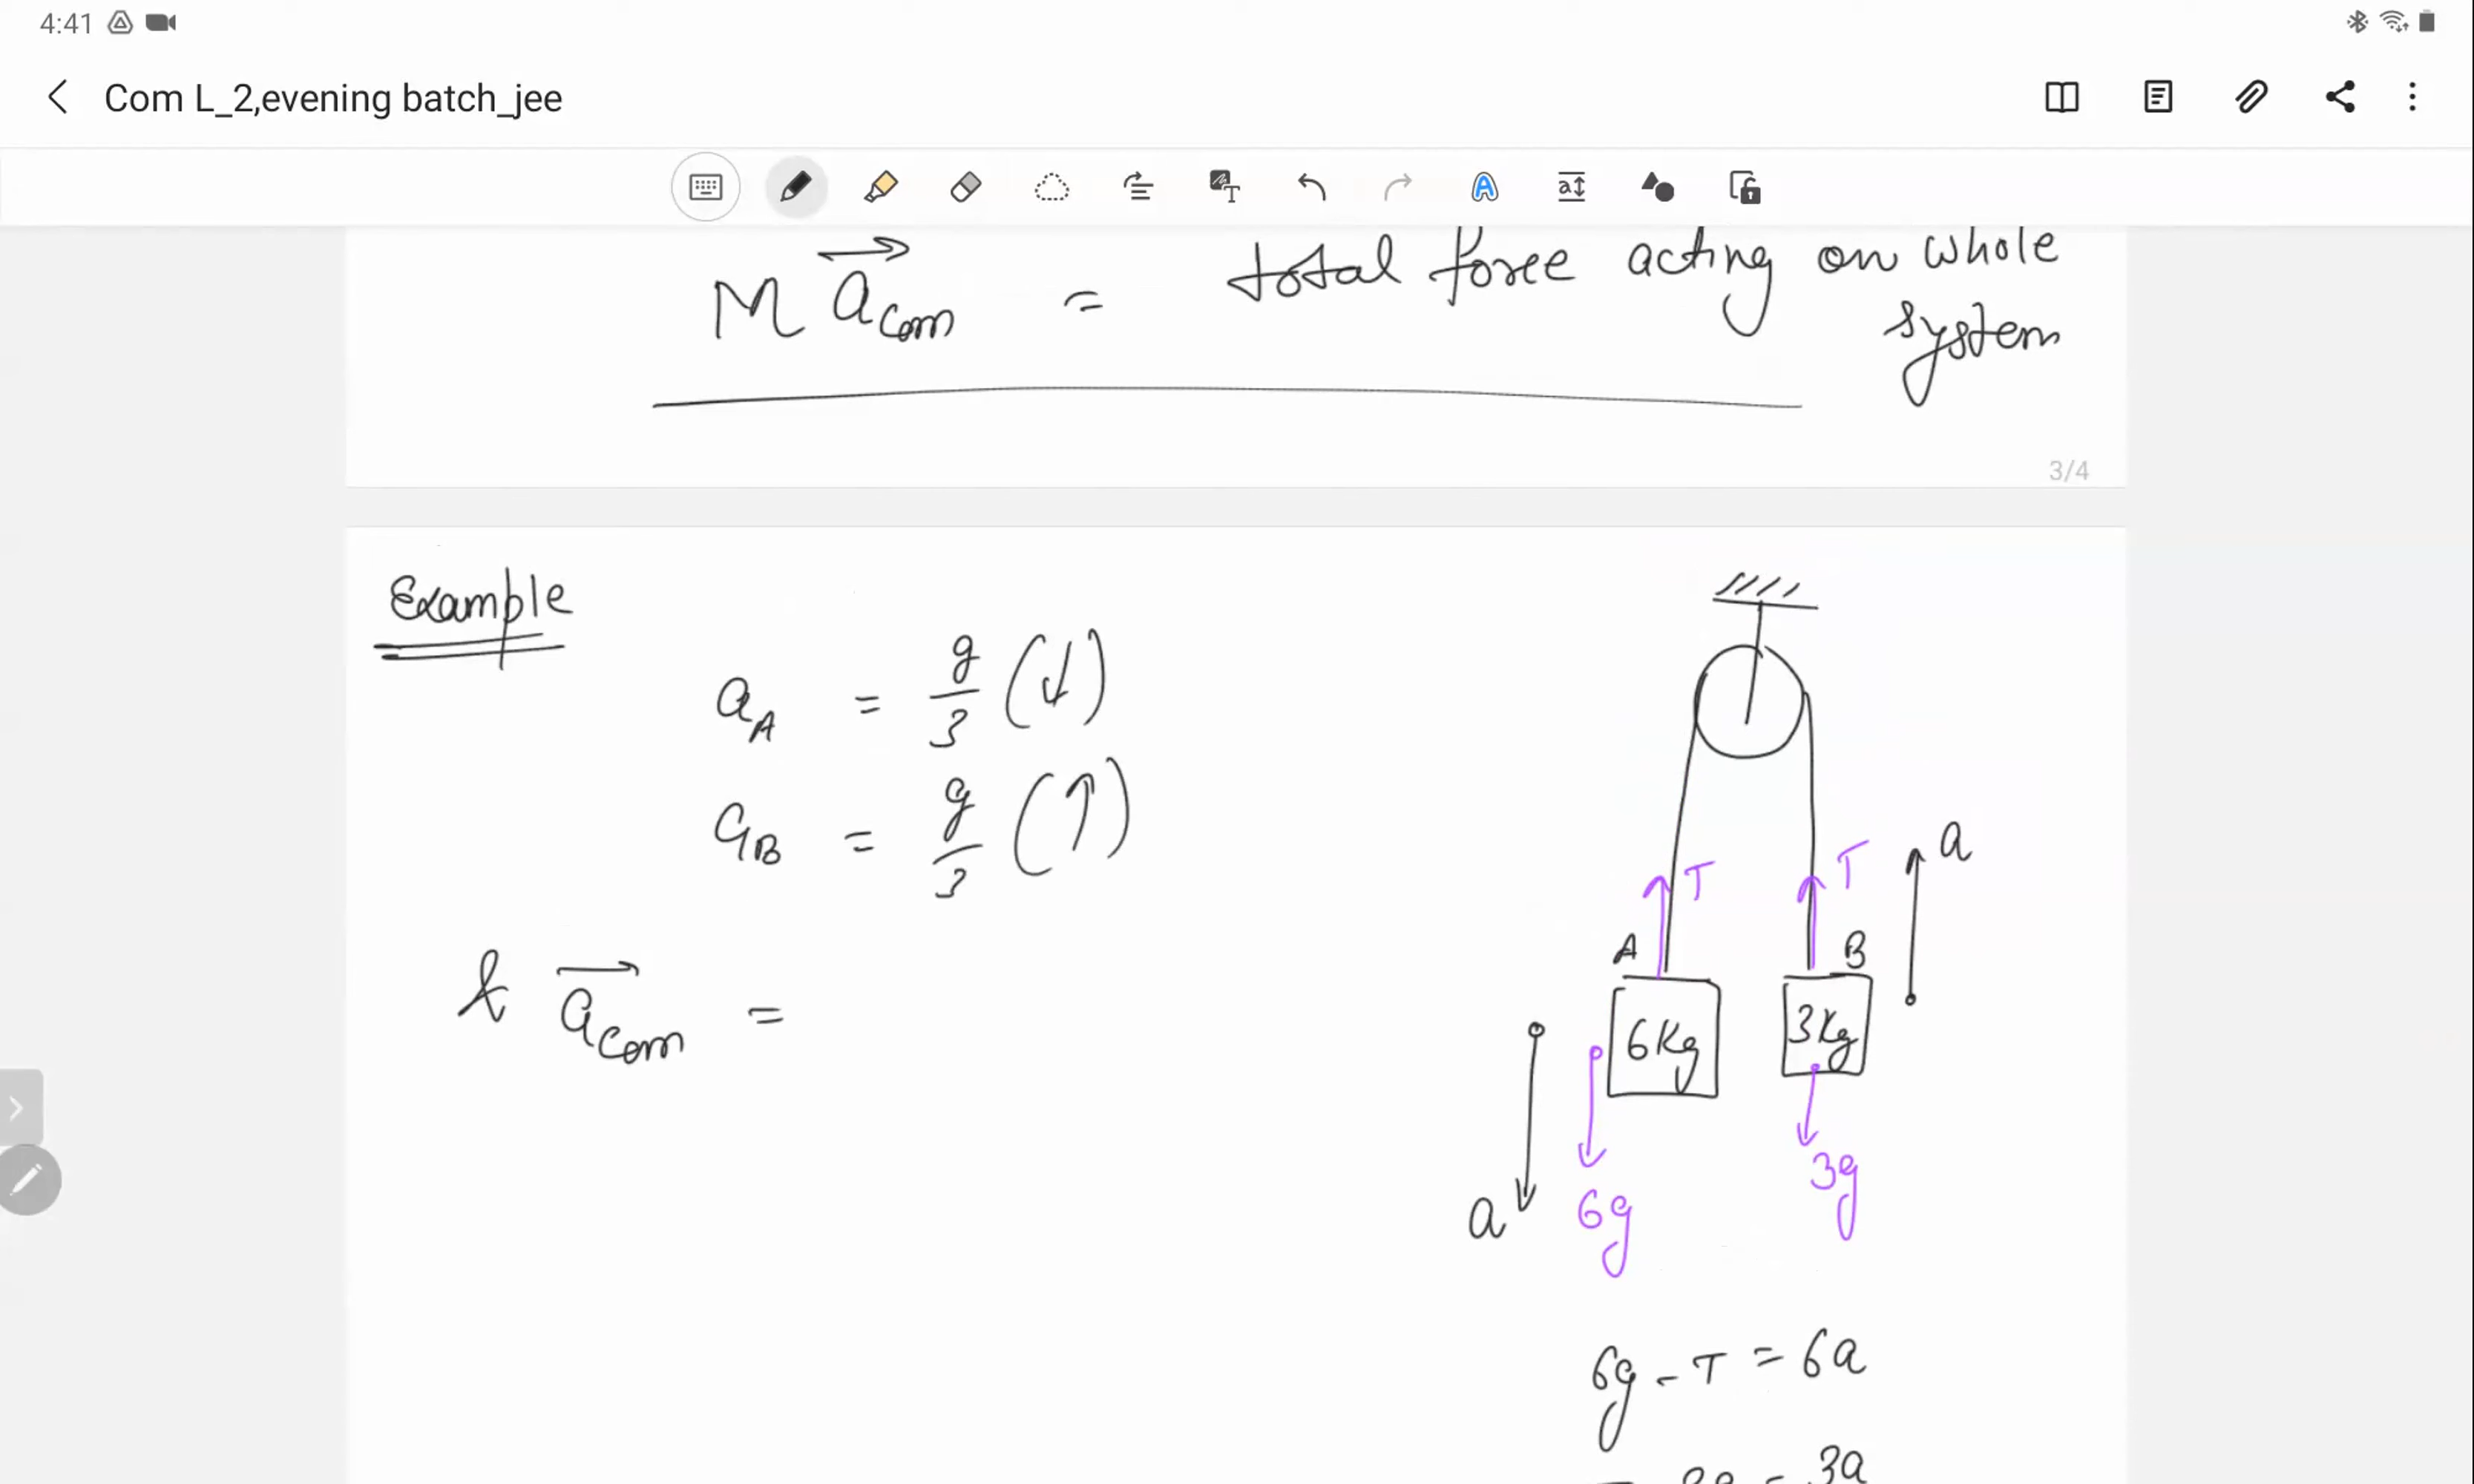 4:41
Com L_2,evening batch_jee
M a⃗com = total force acting on whole
system
3/4
Example
aA = g/3 (↓)
aB = g/3 (↑)
& a⃗com =
T
T
a
A
B
6Kg
3Kg
a
6g
3g
6g - T = 6a
= 3a